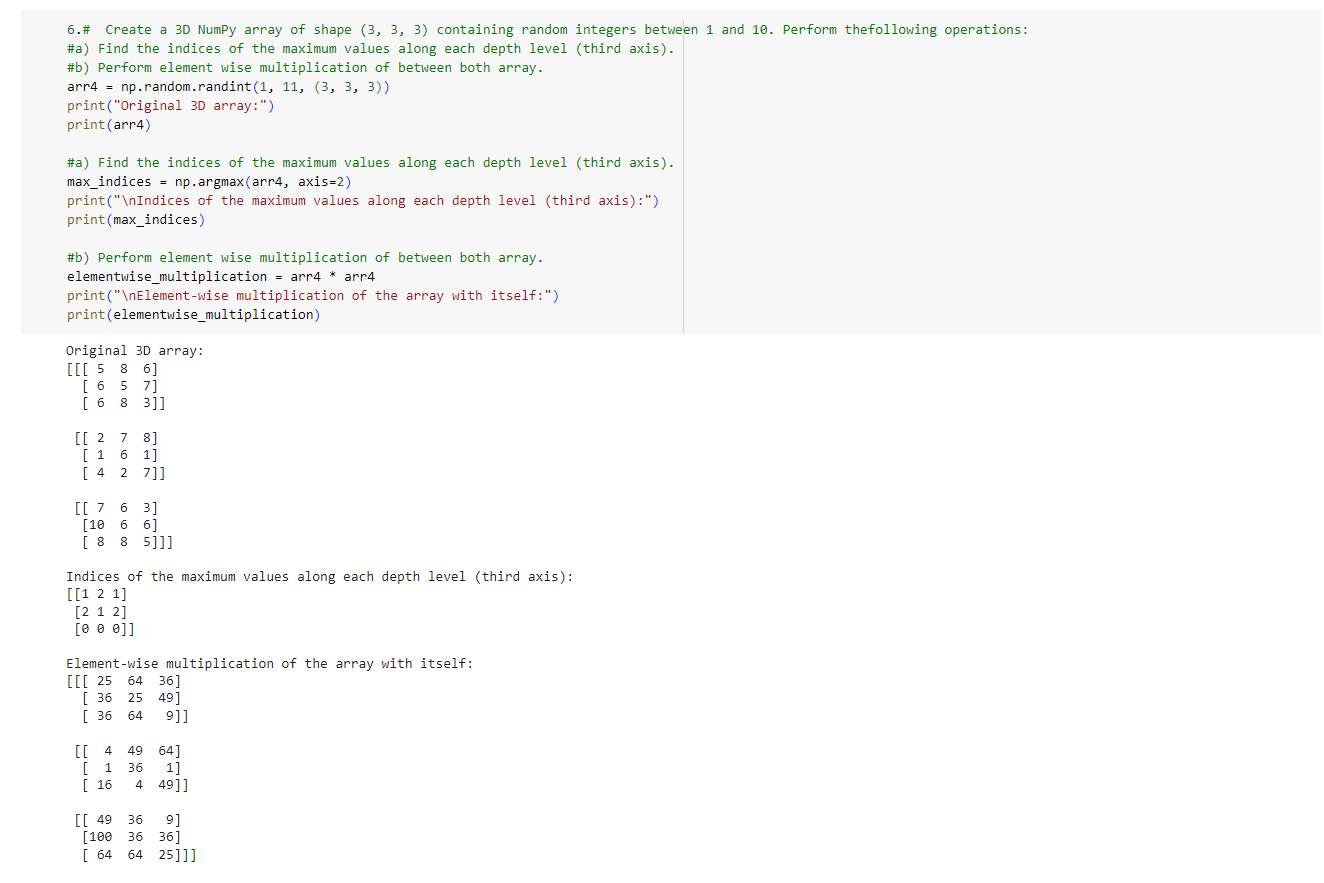 6.#  Create a 3D NumPy array of shape (3, 3, 3) containing random integers between 1 and 10. Perform thefollowing operations:
#a) Find the indices of the maximum values along each depth level (third axis).
#b) Perform element wise multiplication of between both array.
arr4 = np.random.randint(1, 11, (3, 3, 3))
print("Original 3D array:")
print(arr4)

#a) Find the indices of the maximum values along each depth level (third axis).
max_indices = np.argmax(arr4, axis=2)
print("\nIndices of the maximum values along each depth level (third axis):")
print(max_indices)

#b) Perform element wise multiplication of between both array.
elementwise_multiplication = arr4 * arr4
print("\nElement-wise multiplication of the array with itself:")
print(elementwise_multiplication)

Original 3D array:
[[[ 5  8  6]
  [ 6  5  7]
  [ 6  8  3]]

 [[ 2  7  8]
  [ 1  6  1]
  [ 4  2  7]]

 [[ 7  6  3]
  [10  6  6]
  [ 8  8  5]]]

Indices of the maximum values along each depth level (third axis):
[[1 2 1]
 [2 1 2]
 [0 0 0]]

Element-wise multiplication of the array with itself:
[[[ 25  64  36]
  [ 36  25  49]
  [ 36  64   9]]

 [[  4  49  64]
  [  1  36   1]
  [ 16   4  49]]

 [[ 49  36   9]
  [100  36  36]
  [ 64  64  25]]]